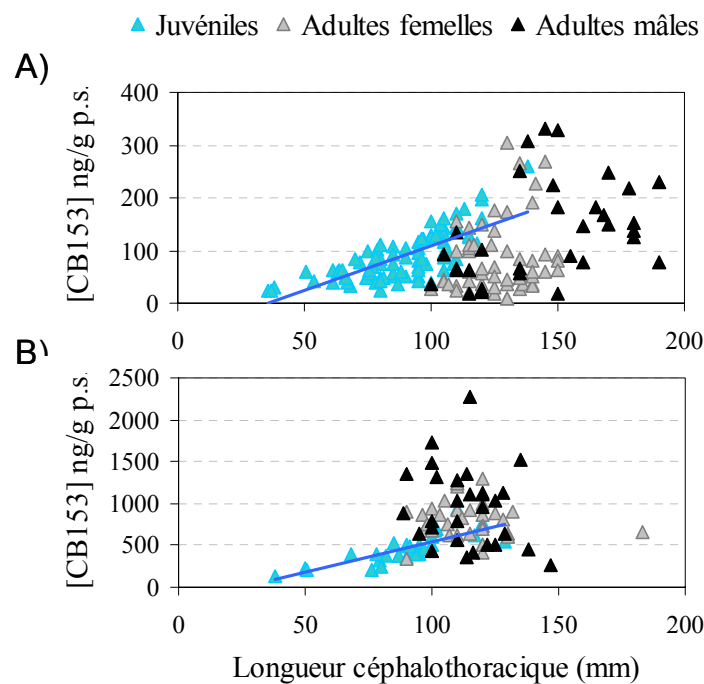 Juvéniles Adultes femelles Adultes mâles
A)
[CB153] ng/g p.s.
400
300
200
100
0
0 50 100 150 200
B)
[CB153] ng/g p.s.
2500
2000
1500
1000
500
0
0 50 100 150 200
Longueur céphalothoracique (mm)